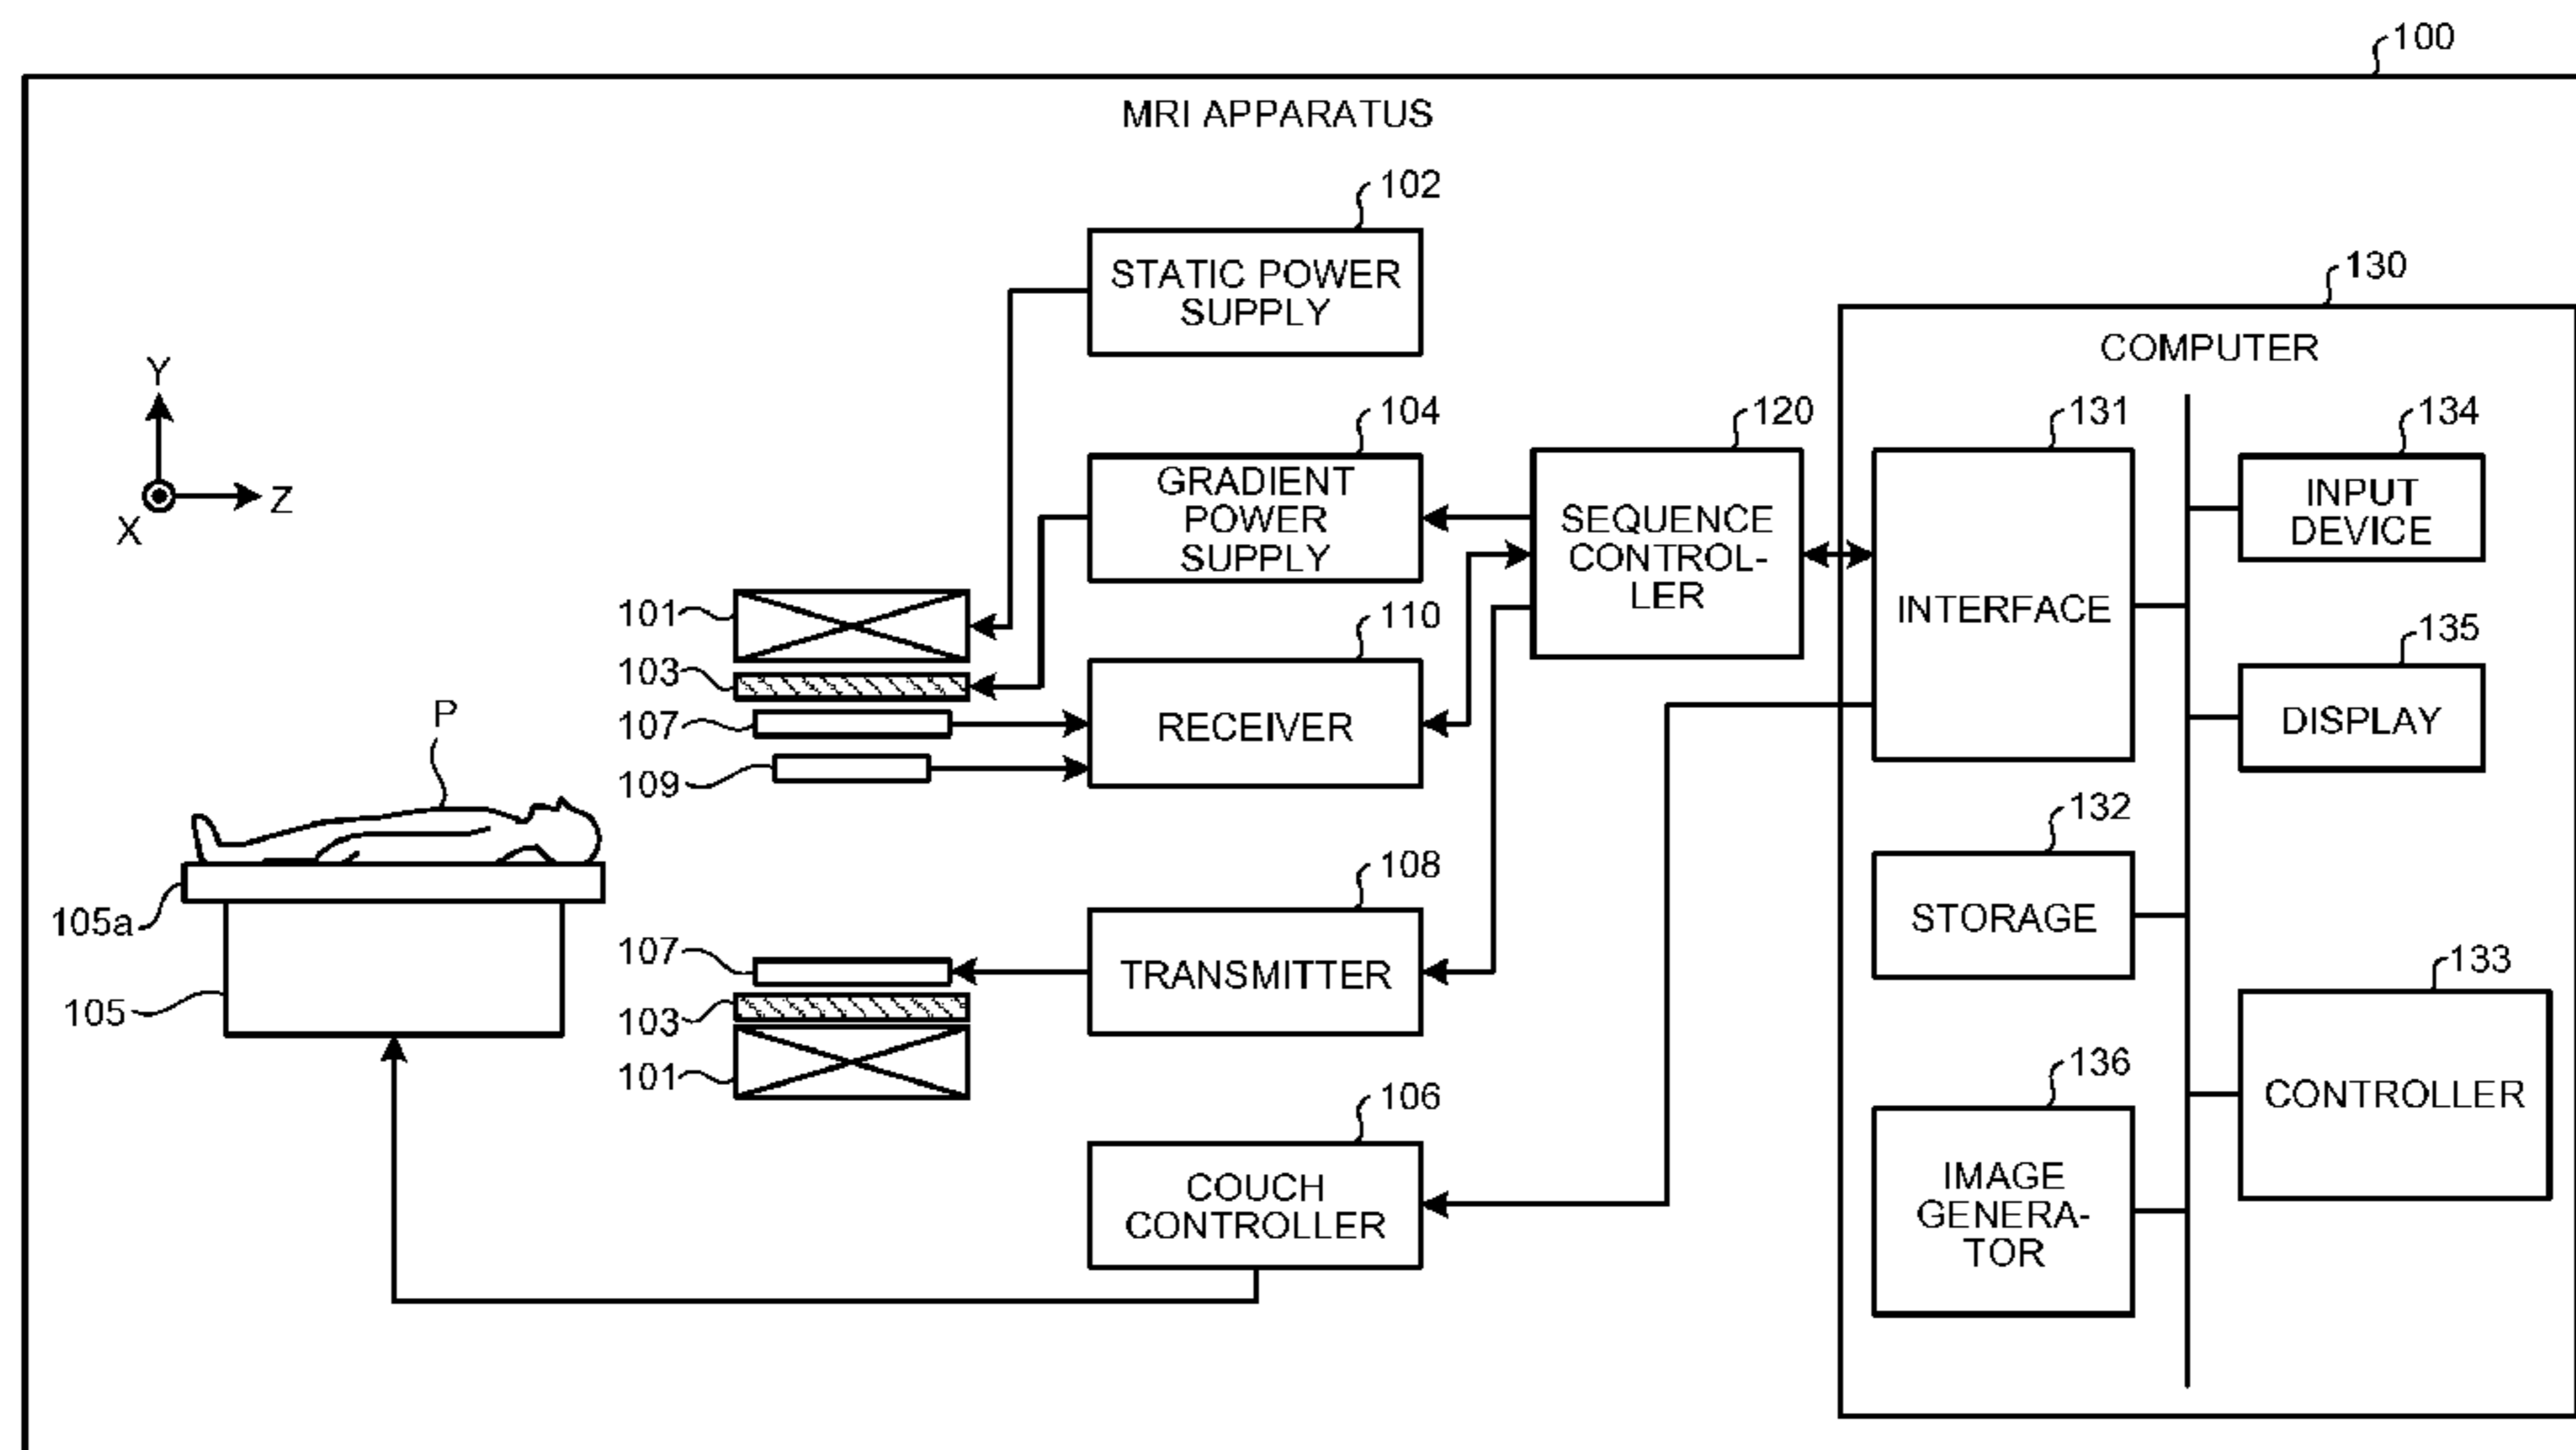 100
MRI APPARATUS
102
STATIC POWER
SUPPLY
130
COMPUTER
Y
Z
X
104
GRADIENT
POWER
SUPPLY
120
SEQUENCE
CONTROL-
LER
131
INTERFACE
134
INPUT
DEVICE
101
103
107
109
110
RECEIVER
135
DISPLAY
P
105a
105
108
TRANSMITTER
132
STORAGE
107
103
101
133
CONTROLLER
106
COUCH
CONTROLLER
136
IMAGE
GENERA-
TOR